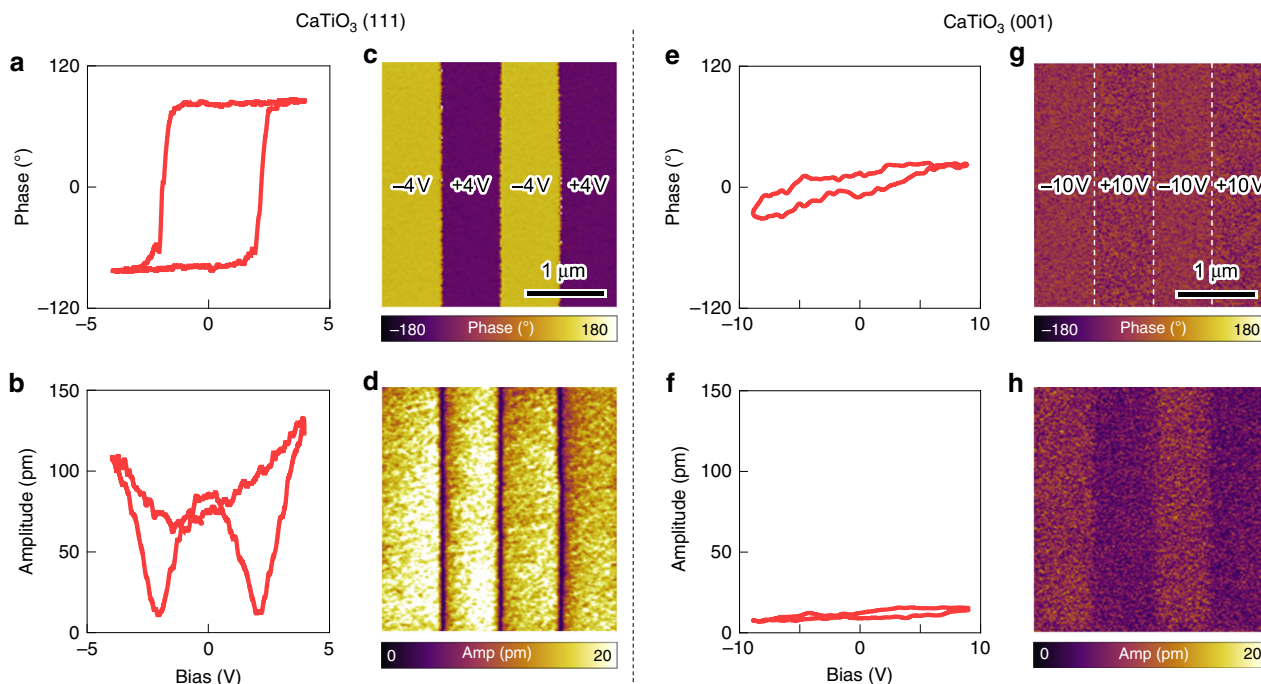 CaTiO₃ (111)
CaTiO₃ (001)
a
120
0
–120
Phase (°)
–5
0
5
c
–4V
+4V
–4V
+4V
1 μm
–180
Phase (°)
180
b
150
100
50
0
Amplitude (pm)
–5
0
5
Bias (V)
d
0
Amp (pm)
20
e
120
0
–120
Phase (°)
–10
0
10
g
–10V
+10V
–10V
+10V
1 μm
–180
Phase (°)
180
f
150
100
50
0
Amplitude (pm)
–10
0
10
Bias (V)
h
0
Amp (pm)
20